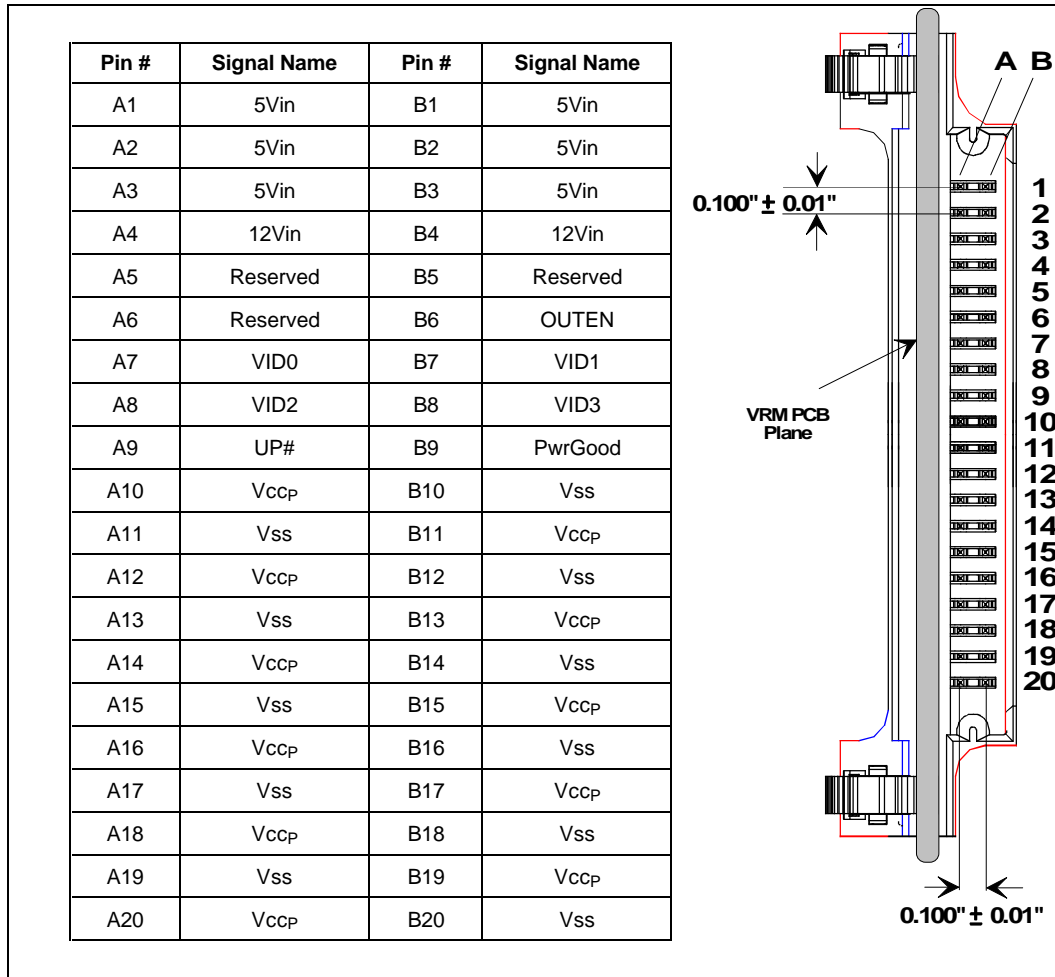 Pin # Signal Name Pin # Signal Name
A1 5Vin B1 5Vin
A2 5Vin B2 5Vin
A3 5Vin B3 5Vin
A4 12Vin B4 12Vin
A5 Reserved B5 Reserved
A6 Reserved B6 OUTEN
A7 VID0 B7 VID1
A8 VID2 B8 VID3
A9 UP# B9 PwrGood
A10 VccP B10 Vss
A11 Vss B11 VccP
A12 VccP B12 Vss
A13 Vss B13 VccP
A14 VccP B14 Vss
A15 Vss B15 VccP
A16 VccP B16 Vss
A17 Vss B17 VccP
A18 VccP B18 Vss
A19 Vss B19 VccP
A20 VccP B20 Vss
A B
0.100" ± 0.01"
1
2
3
4
5
6
7
8
9
10
11
12
13
14
15
16
17
18
19
20
VRM PCB
Plane
0.100" ± 0.01"